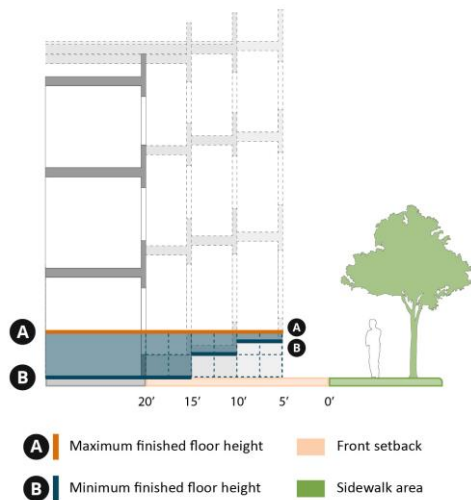 A A
B
B
20’ 15’ 10’ 5’ 0’
A Maximum finished floor height Front setback
B Minimum finished floor height Sidewalk area